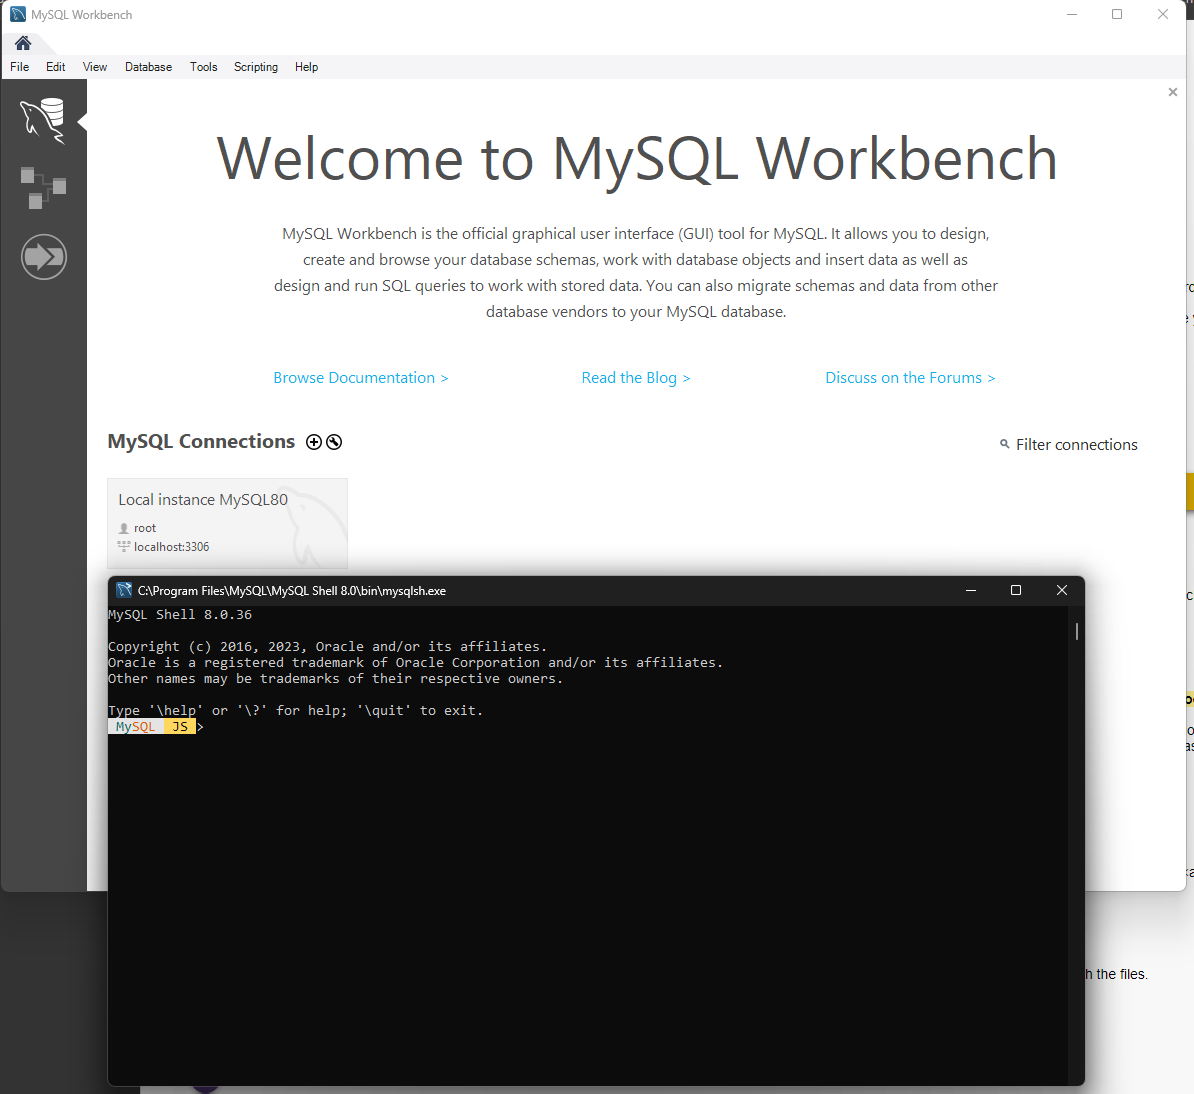 MySQL Workbench
File Edit View Database Tools Scripting Help
Welcome to MySQL Workbench
MySQL Workbench is the official graphical user interface (GUI) tool for MySQL. It allows you to design,
create and browse your database schemas, work with database objects and insert data as well as
design and run SQL queries to work with stored data. You can also migrate schemas and data from other
database vendors to your MySQL database.
Browse Documentation > Read the Blog > Discuss on the Forums >
MySQL Connections Filter connections
Local instance MySQL80
root
localhost:3306
C:\Program Files\MySQL\MySQL Shell 8.0\bin\mysqlsh.exe
MySQL Shell 8.0.36
Copyright (c) 2016, 2023, Oracle and/or its affiliates.
Oracle is a registered trademark of Oracle Corporation and/or its affiliates.
Other names may be trademarks of their respective owners.
Type '\help' or '\?' for help; '\quit' to exit.
MySQL JS >
h the files.